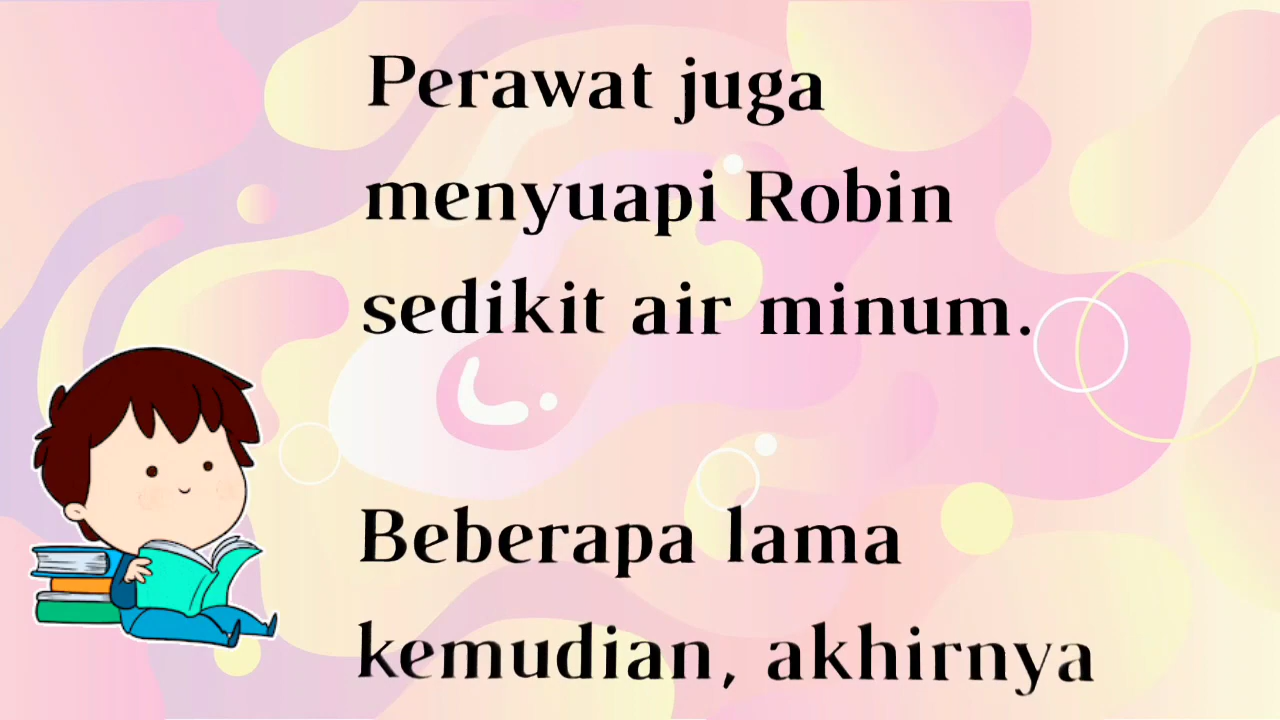 Perawat juga
menyuapi Robin
sedikit air minum.
Beberapa lama
kemudian, akhirnya